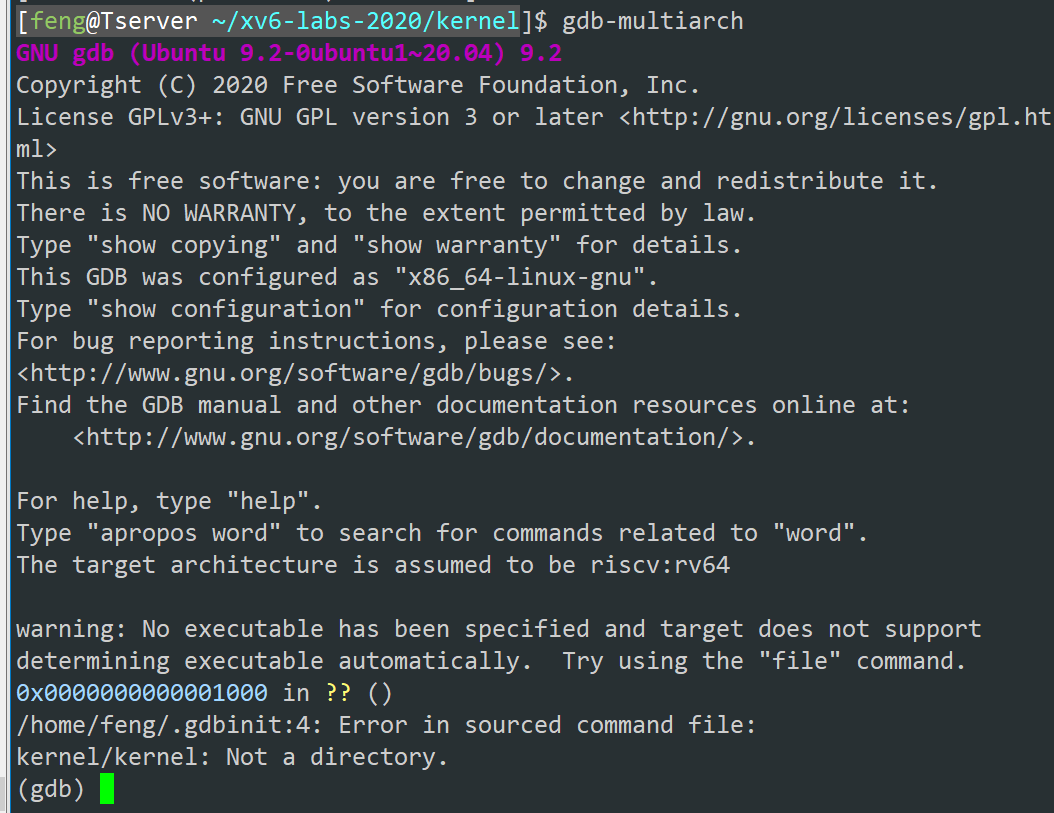 [feng@Tserver ~/xv6-labs-2020/kernel]$ gdb-multiarch
GNU gdb (Ubuntu 9.2-0ubuntu1~20.04) 9.2
Copyright (C) 2020 Free Software Foundation, Inc.
License GPLv3+: GNU GPL version 3 or later <http://gnu.org/licenses/gpl.ht
ml>
This is free software: you are free to change and redistribute it.
There is NO WARRANTY, to the extent permitted by law.
Type "show copying" and "show warranty" for details.
This GDB was configured as "x86_64-linux-gnu".
Type "show configuration" for configuration details.
For bug reporting instructions, please see:
<http://www.gnu.org/software/gdb/bugs/>.
Find the GDB manual and other documentation resources online at:
    <http://www.gnu.org/software/gdb/documentation/>.

For help, type "help".
Type "apropos word" to search for commands related to "word".
The target architecture is assumed to be riscv:rv64

warning: No executable has been specified and target does not support
determining executable automatically.  Try using the "file" command.
0x0000000000001000 in ?? ()
/home/feng/.gdbinit:4: Error in sourced command file:
kernel/kernel: Not a directory.
(gdb)